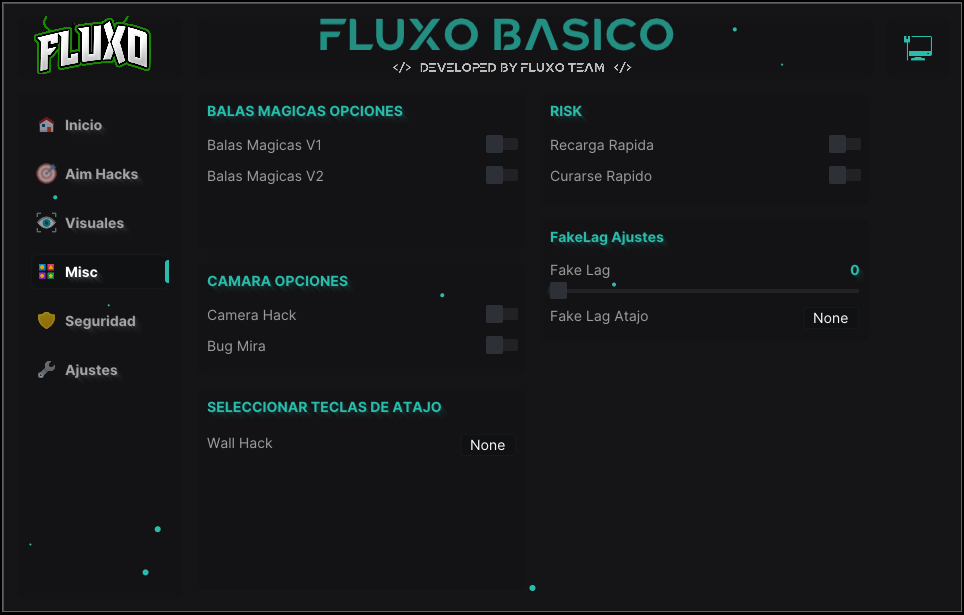 FLUXO
FLUXO BASICO
</> DEVELOPED BY FLUXO TEAM </>
Inicio
Aim Hacks
Visuales
Misc
Seguridad
Ajustes
BALAS MAGICAS OPCIONES
Balas Magicas V1
Balas Magicas V2
CAMARA OPCIONES
Camera Hack
Bug Mira
SELECCIONAR TECLAS DE ATAJO
Wall Hack None
RISK
Recarga Rapida
Curarse Rapido
FakeLag Ajustes
Fake Lag 0
Fake Lag Atajo None